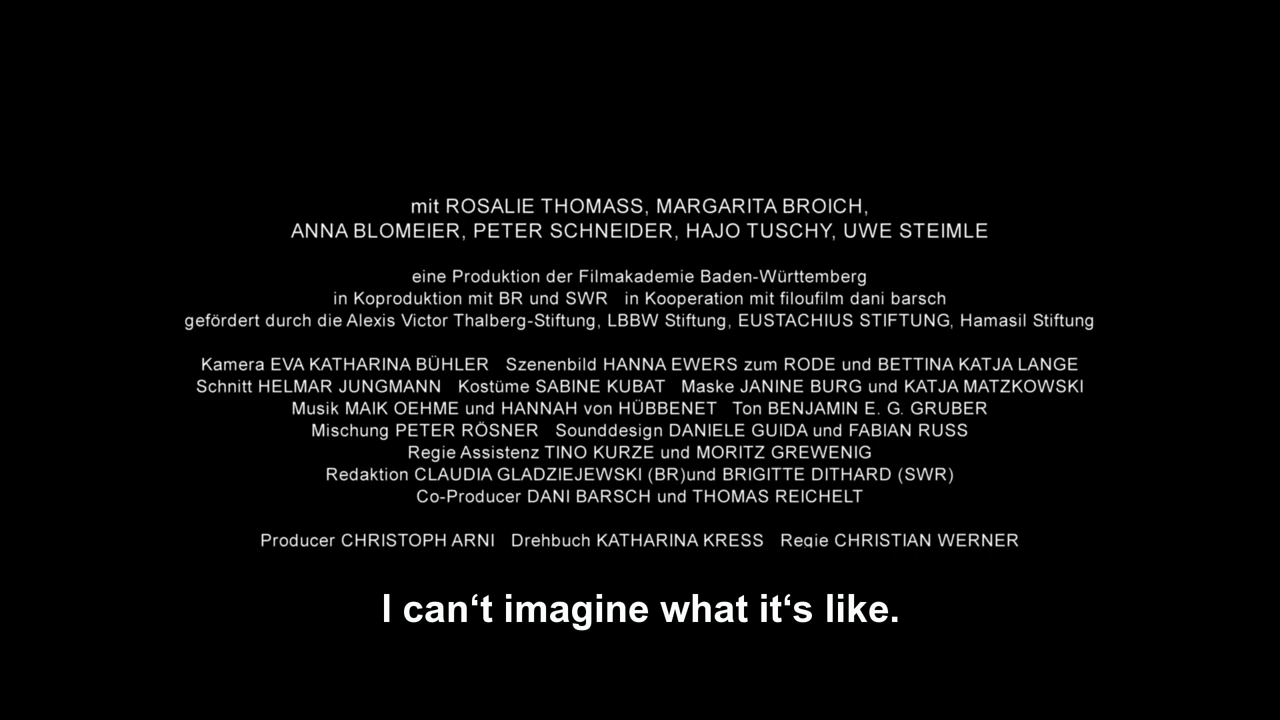 mit ROSALIE THOMASS, MARGARITA BROICH,
ANNA BLOMEIER, PETER SCHNEIDER, HAJO TUSCHY, UWE STEIMLE
eine Produktion der Filmakademie Baden-Württemberg
in Koproduktion mit BR und SWR in Kooperation mit filoufilm dani barsch
gefördert durch die Alexis Victor Thalberg-Stiftung, LBBW Stiftung, EUSTACHIUS STIFTUNG, Hamasil Stiftung
Kamera EVA KATHARINA BÜHLER Szenenbild HANNA EWERS zum RODE und BETTINA KATJA LANGE
Schnitt HELMAR JUNGMANN Kostüme SABINE KUBAT Maske JANINE BURG und KATJA MATZKOWSKI
Musik MAIK OEHME und HANNAH von HÜBBENET Ton BENJAMIN E. G. GRUBER
Mischung PETER RÖSNER Sounddesign DANIELE GUIDA und FABIAN RUSS
Regie Assistenz TINO KURZE und MORITZ GREWENIG
Redaktion CLAUDIA GLADZIEJEWSKI (BR)und BRIGITTE DITHARD (SWR)
Co-Producer DANI BARSCH und THOMAS REICHELT
Producer CHRISTOPH ARNI Drehbuch KATHARINA KRESS Regie CHRISTIAN WERNER
I can‘t imagine what it‘s like.